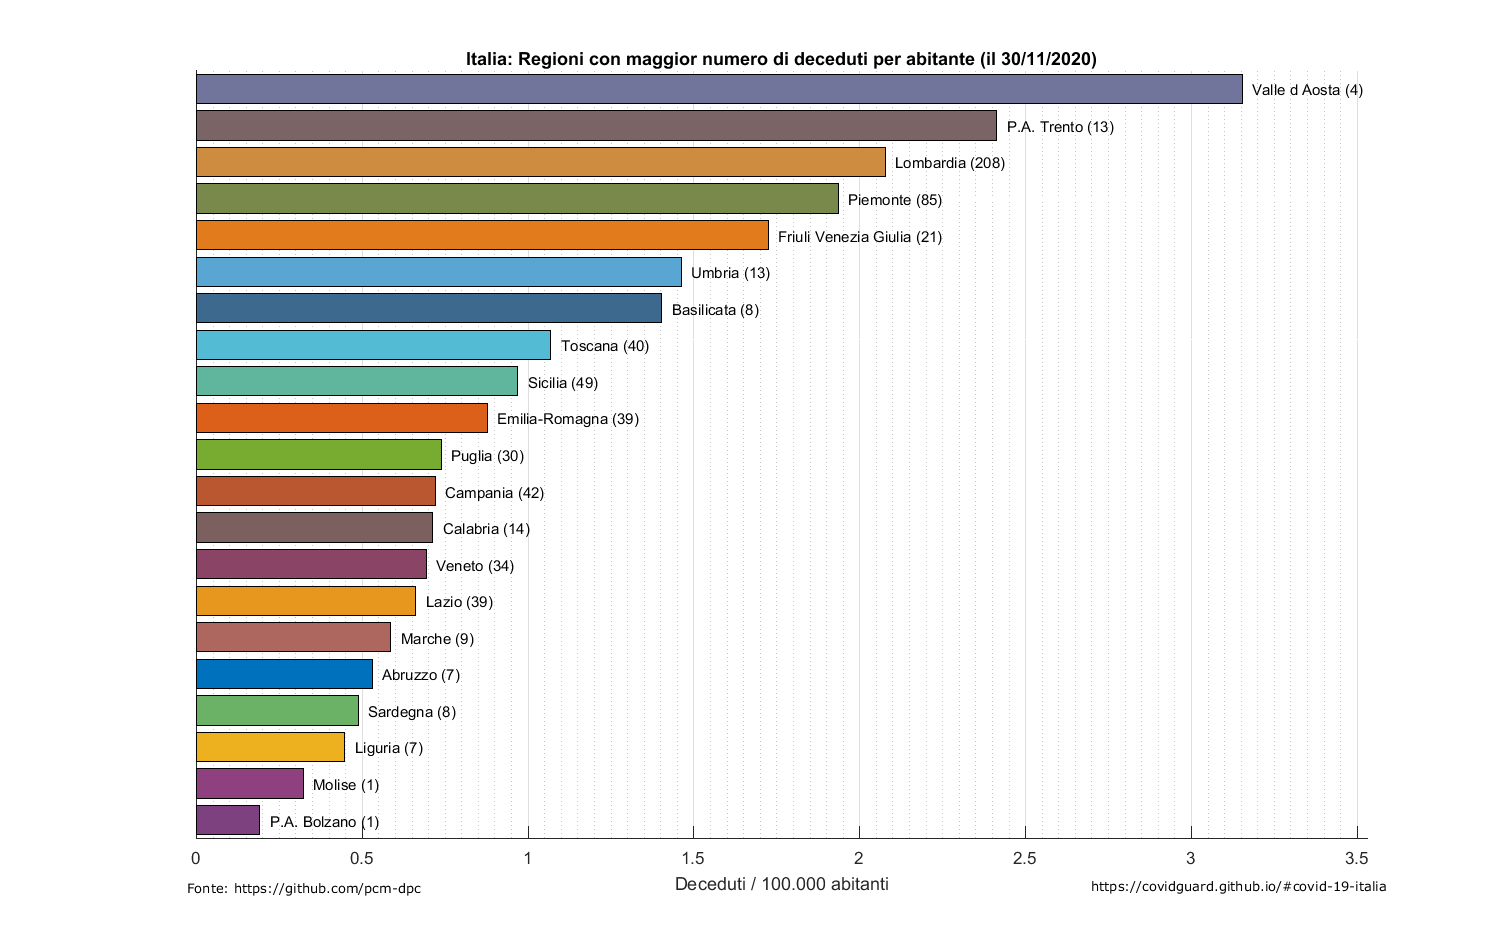 Italia: Regioni con maggior numero di deceduti per abitante (il 30/11/2020)
Valle d Aosta (4)
P.A. Trento (13)
Lombardia (208)
Piemonte (85)
Friuli Venezia Giulia (21)
Umbria (13)
Basilicata (8)
Toscana (40)
Sicilia (49)
Emilia-Romagna (39)
Puglia (30)
Campania (42)
Calabria (14)
Veneto (34)
Lazio (39)
Marche (9)
Abruzzo (7)
Sardegna (8)
Liguria (7)
Molise (1)
P.A. Bolzano (1)
0 0.5 1 1.5 2 2.5 3 3.5
Deceduti / 100.000 abitanti
Fonte: https://github.com/pcm-dpc
https://covidguard.github.io/#covid-19-italia